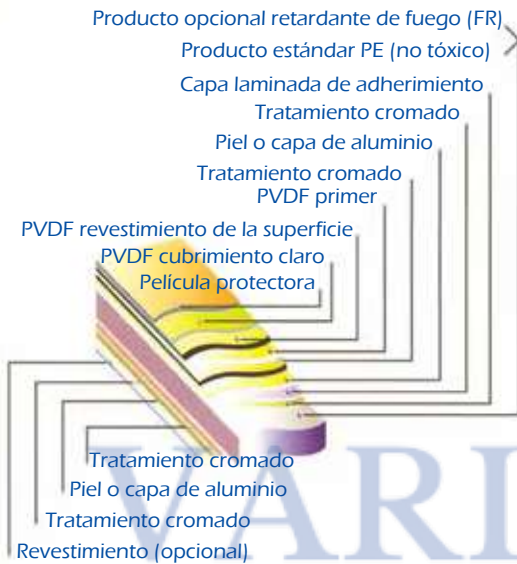 Producto opcional retardante de fuego (FR)
Producto estándar PE (no tóxico)
Capa laminada de adherimiento
Tratamiento cromado
Piel o capa de aluminio
Tratamiento cromado
PVDF primer
PVDF revestimiento de la superficie
PVDF cubrimiento claro
Película protectora
Tratamiento cromado
Piel o capa de aluminio
Tratamiento cromado
Revestimiento (opcional)
VARI